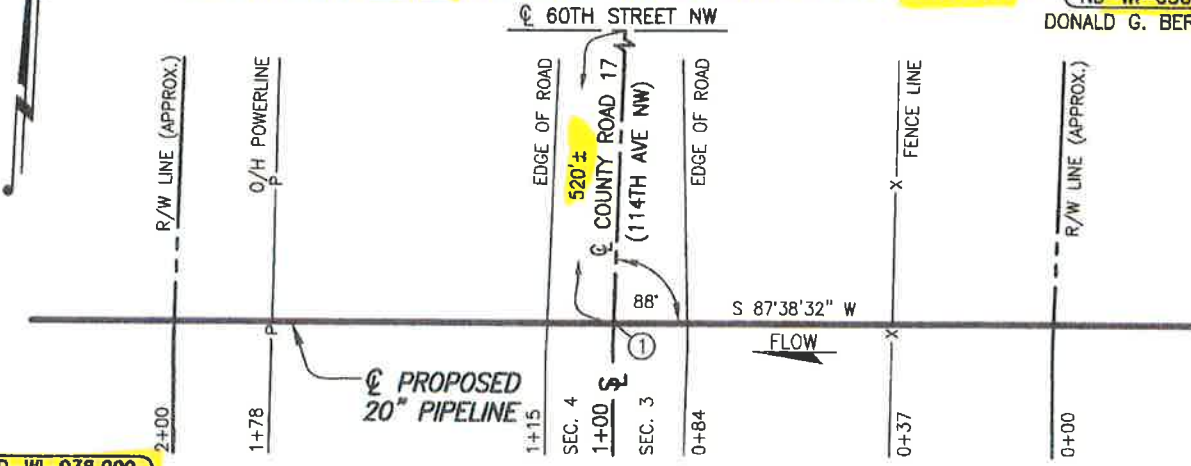 ℄ 60TH STREET NW
DONALD G. BER
R/W LINE (APPROX.)
O/H POWERLINE
P
EDGE OF ROAD
520'±
℄ COUNTY ROAD 17
(114TH AVE NW)
EDGE OF ROAD
X
FENCE LINE
R/W LINE (APPROX.)
88°
S 87°38'32" W
P
1
FLOW
X
℄ PROPOSED
20" PIPELINE
2+00
1+78
1+15
SEC. 4
1+00
SEC. 3
0+84
0+37
0+00